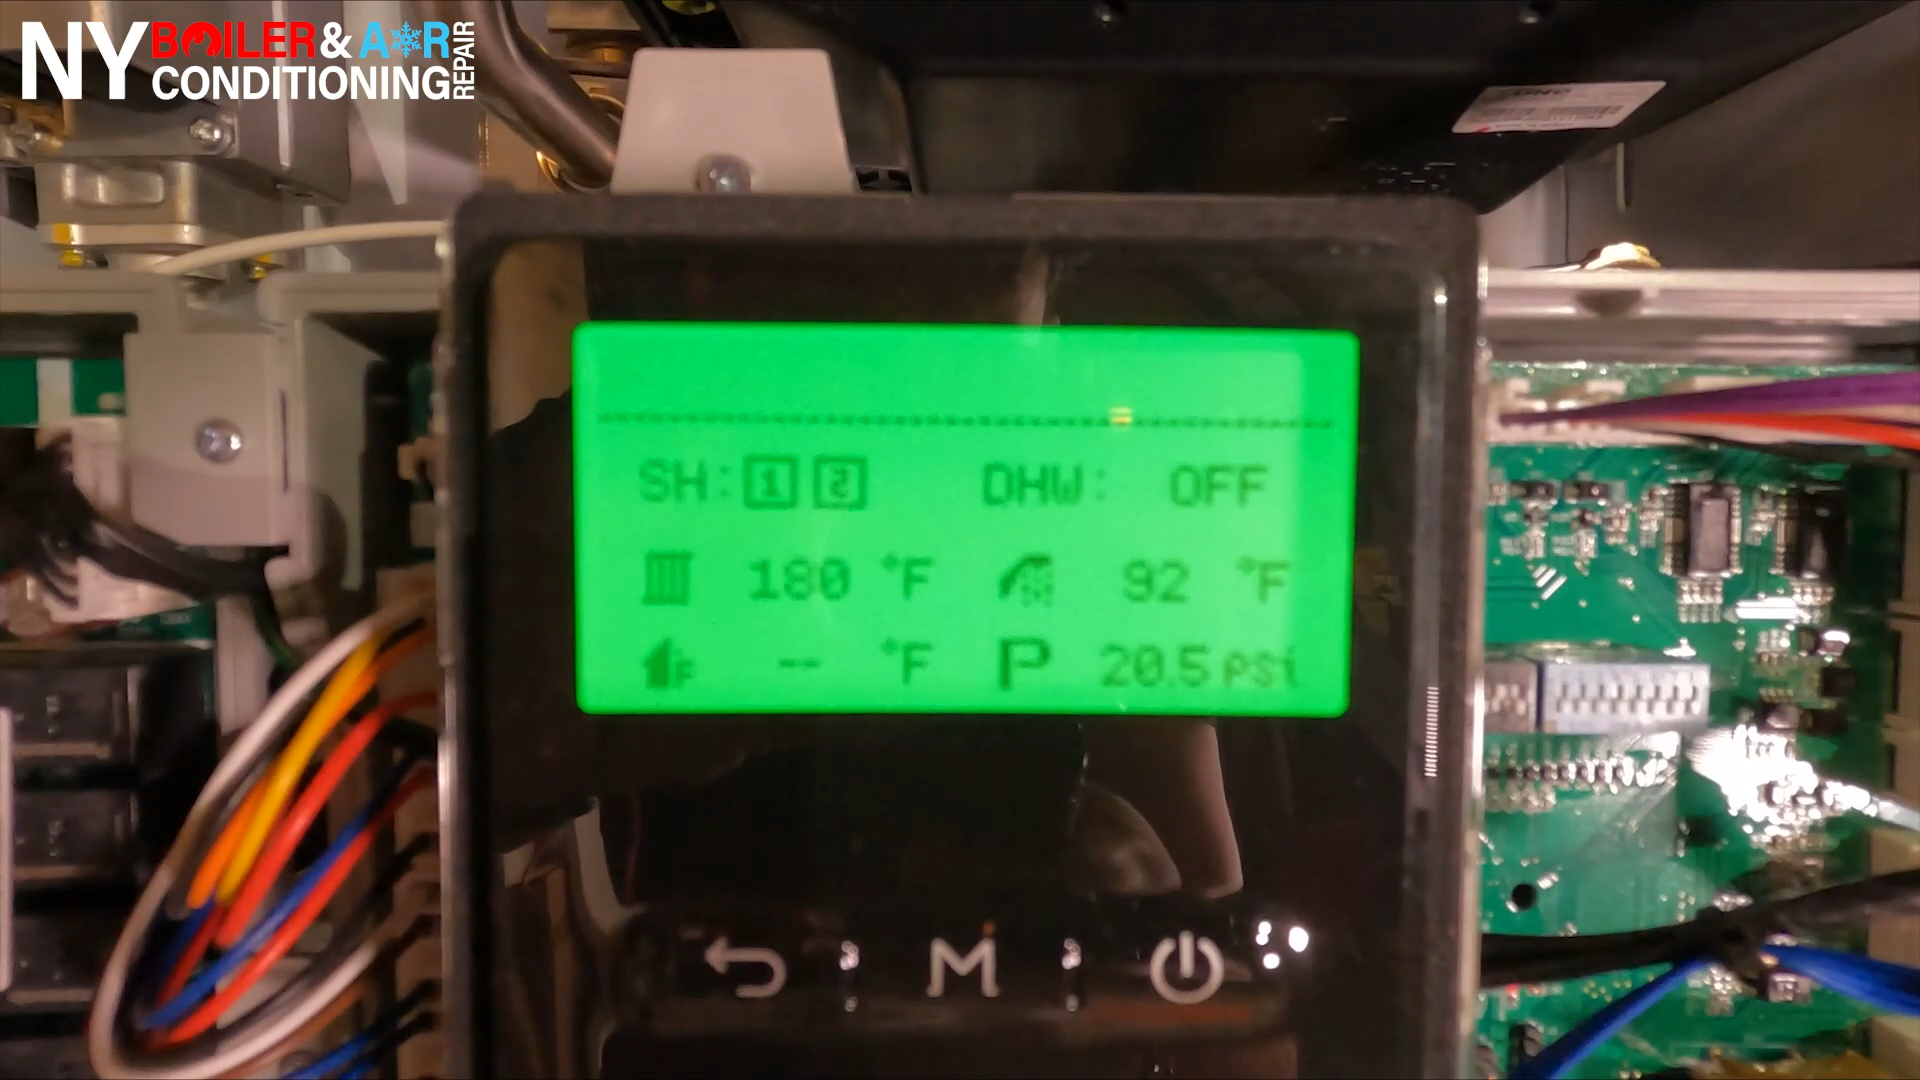 NY BOILER & AIR
CONDITIONING REPAIR
SH: 1 2 DHW: OFF
180 °F 92 °F
-- °F P 20.5 PSi
M